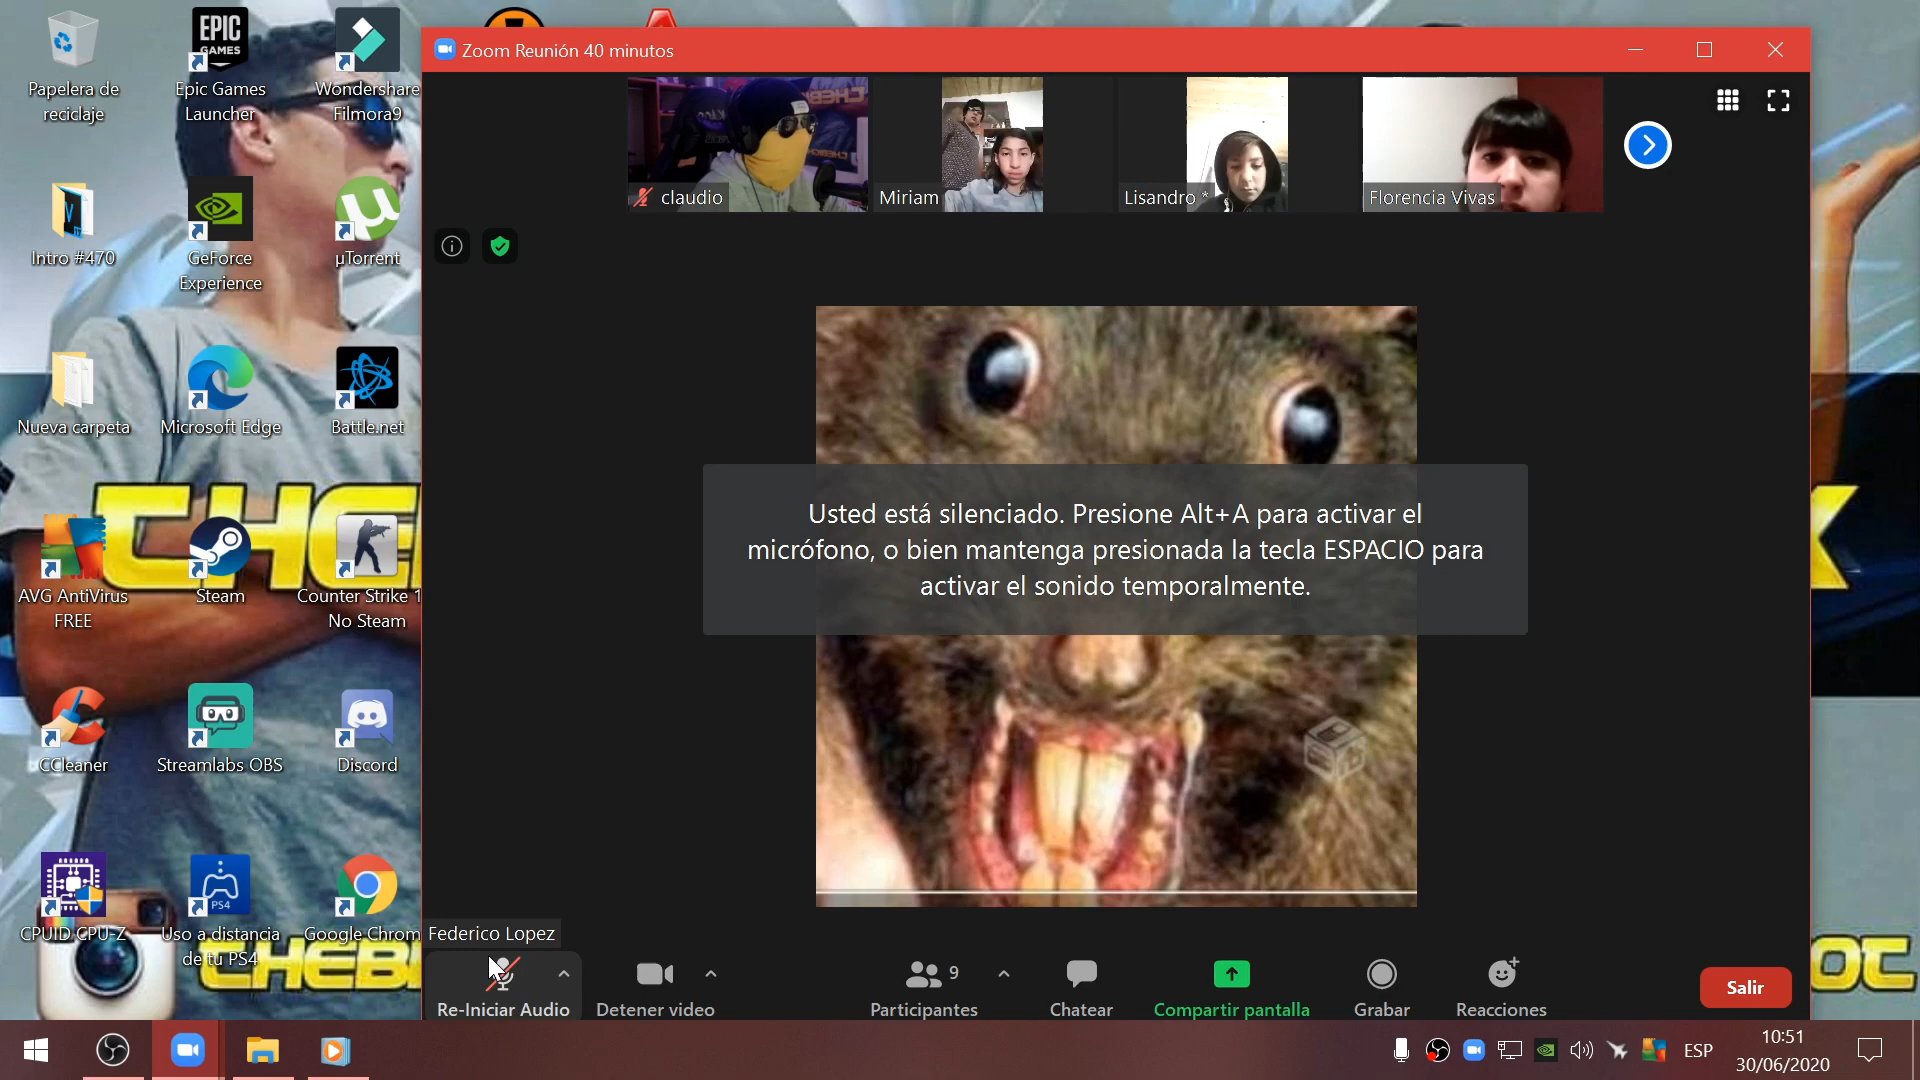 Zoom Reunión 40 minutos
Papelera de
reciclaje
EPIC
GAMES
Epic Games
Launcher
Wondershare
Filmora9
claudio
Miriam
Lisandro *
Florencia Vivas
Intro #470
GeForce
Experience
µTorrent
Nueva carpeta
Microsoft Edge
Battle.net
Usted está silenciado. Presione Alt+A para activar el
micrófono, o bien mantenga presionada la tecla ESPACIO para
activar el sonido temporalmente.
AVG AntiVirus
FREE
Steam
Counter Strike 1
No Steam
CCleaner
Streamlabs OBS
Discord
CPUID CPU-Z
PS4
Uso a distancia
de tu PS4
Google Chrom
Federico Lopez
Re-Iniciar Audio
Detener video
9
Participantes
Chatear
Compartir pantalla
Grabar
Reacciones
Salir
ESP
10:51
30/06/2020